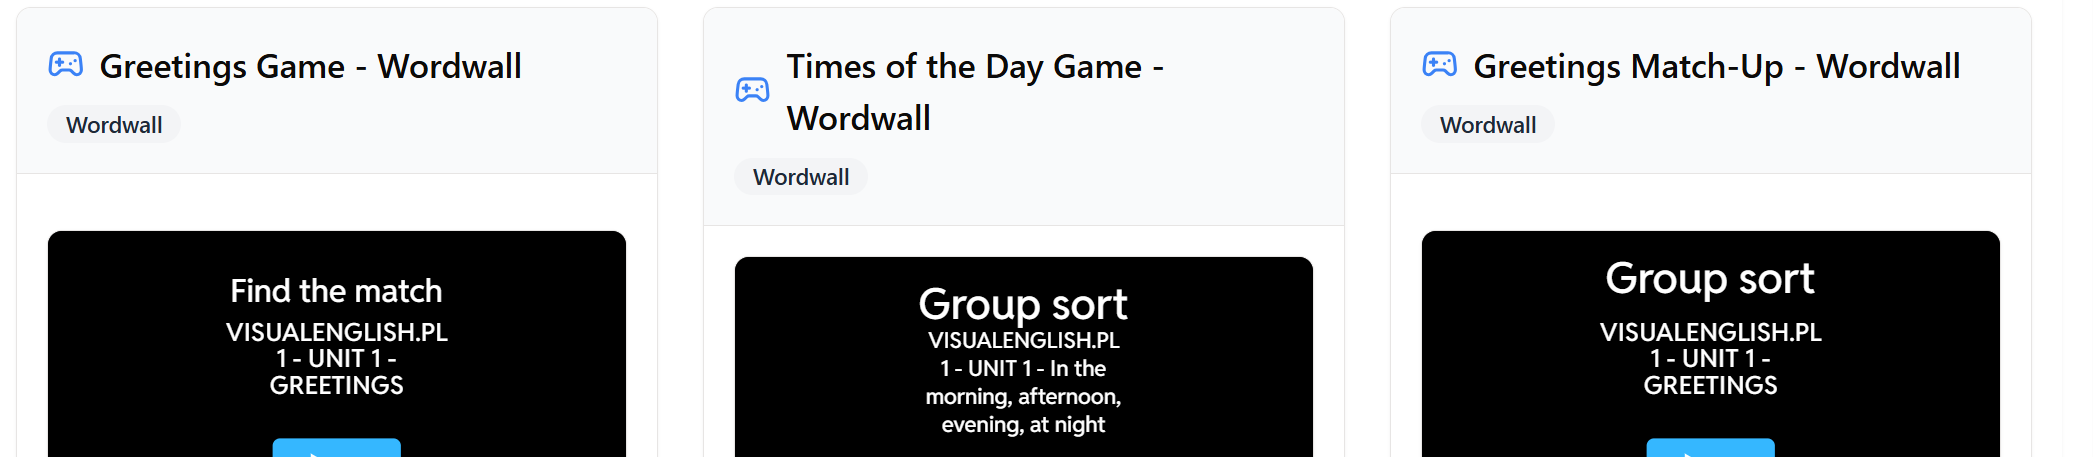 Greetings Game - Wordwall
Wordwall
Find the match
VISUALENGLISH.PL
1 - UNIT 1 -
GREETINGS
Times of the Day Game -
Wordwall
Wordwall
Group sort
VISUALENGLISH.PL
1 - UNIT 1 - In the
morning, afternoon,
evening, at night
Greetings Match-Up - Wordwall
Wordwall
Group sort
VISUALENGLISH.PL
1 - UNIT 1 -
GREETINGS